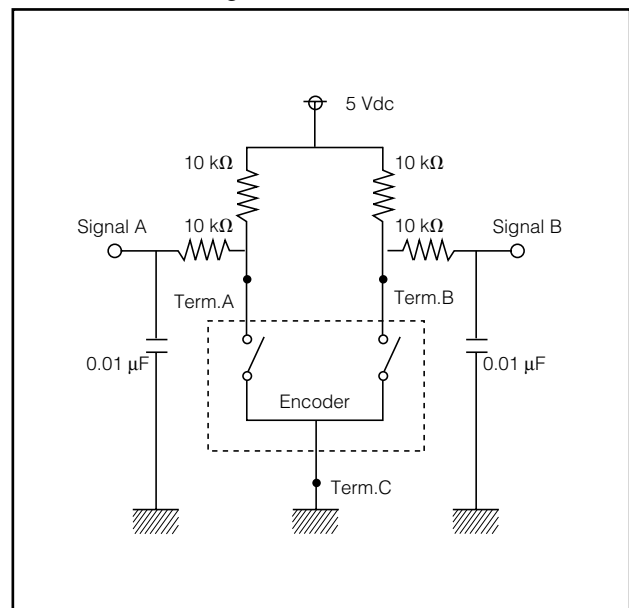 5 Vdc
10 kΩ
10 kΩ
10 kΩ
10 kΩ
Signal A
Signal B
Term.A
Term.B
0.01 µF
0.01 µF
Encoder
Term.C